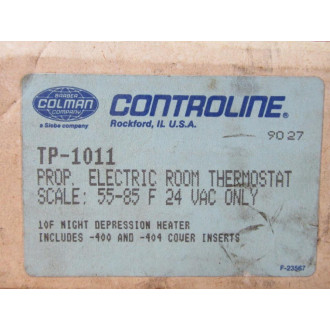 BARBER
COLMAN
COMPANY
a Siebe company
CONTROLINE®
Rockford, IL U.S.A.
9027
TP-1011
PROP. ELECTRIC ROOM THERMOSTAT
SCALE: 55-85 F 24 VAC ONLY
10F NIGHT DEPRESSION HEATER
INCLUDES -400 AND -404 COVER INSERTS
F-23567